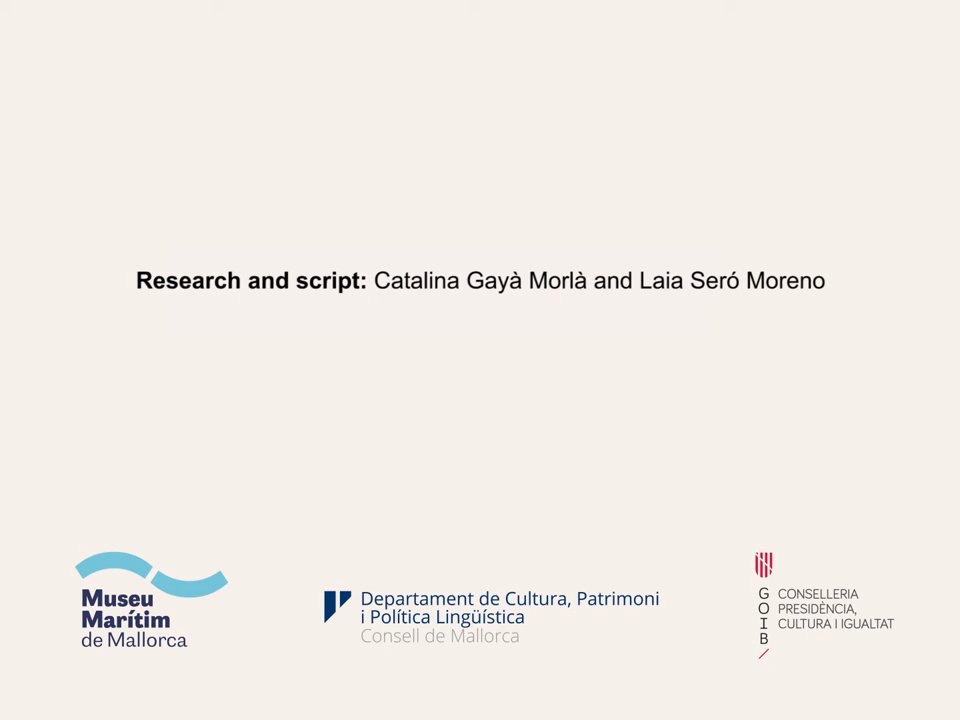 Research and script: Catalina Gayà Morlà and Laia Seró Moreno
Museu
Marítim
de Mallorca
Departament de Cultura, Patrimoni
i Política Lingüística
Consell de Mallorca
GOIB
CONSELLERIA
PRESIDÈNCIA,
CULTURA I IGUALTAT